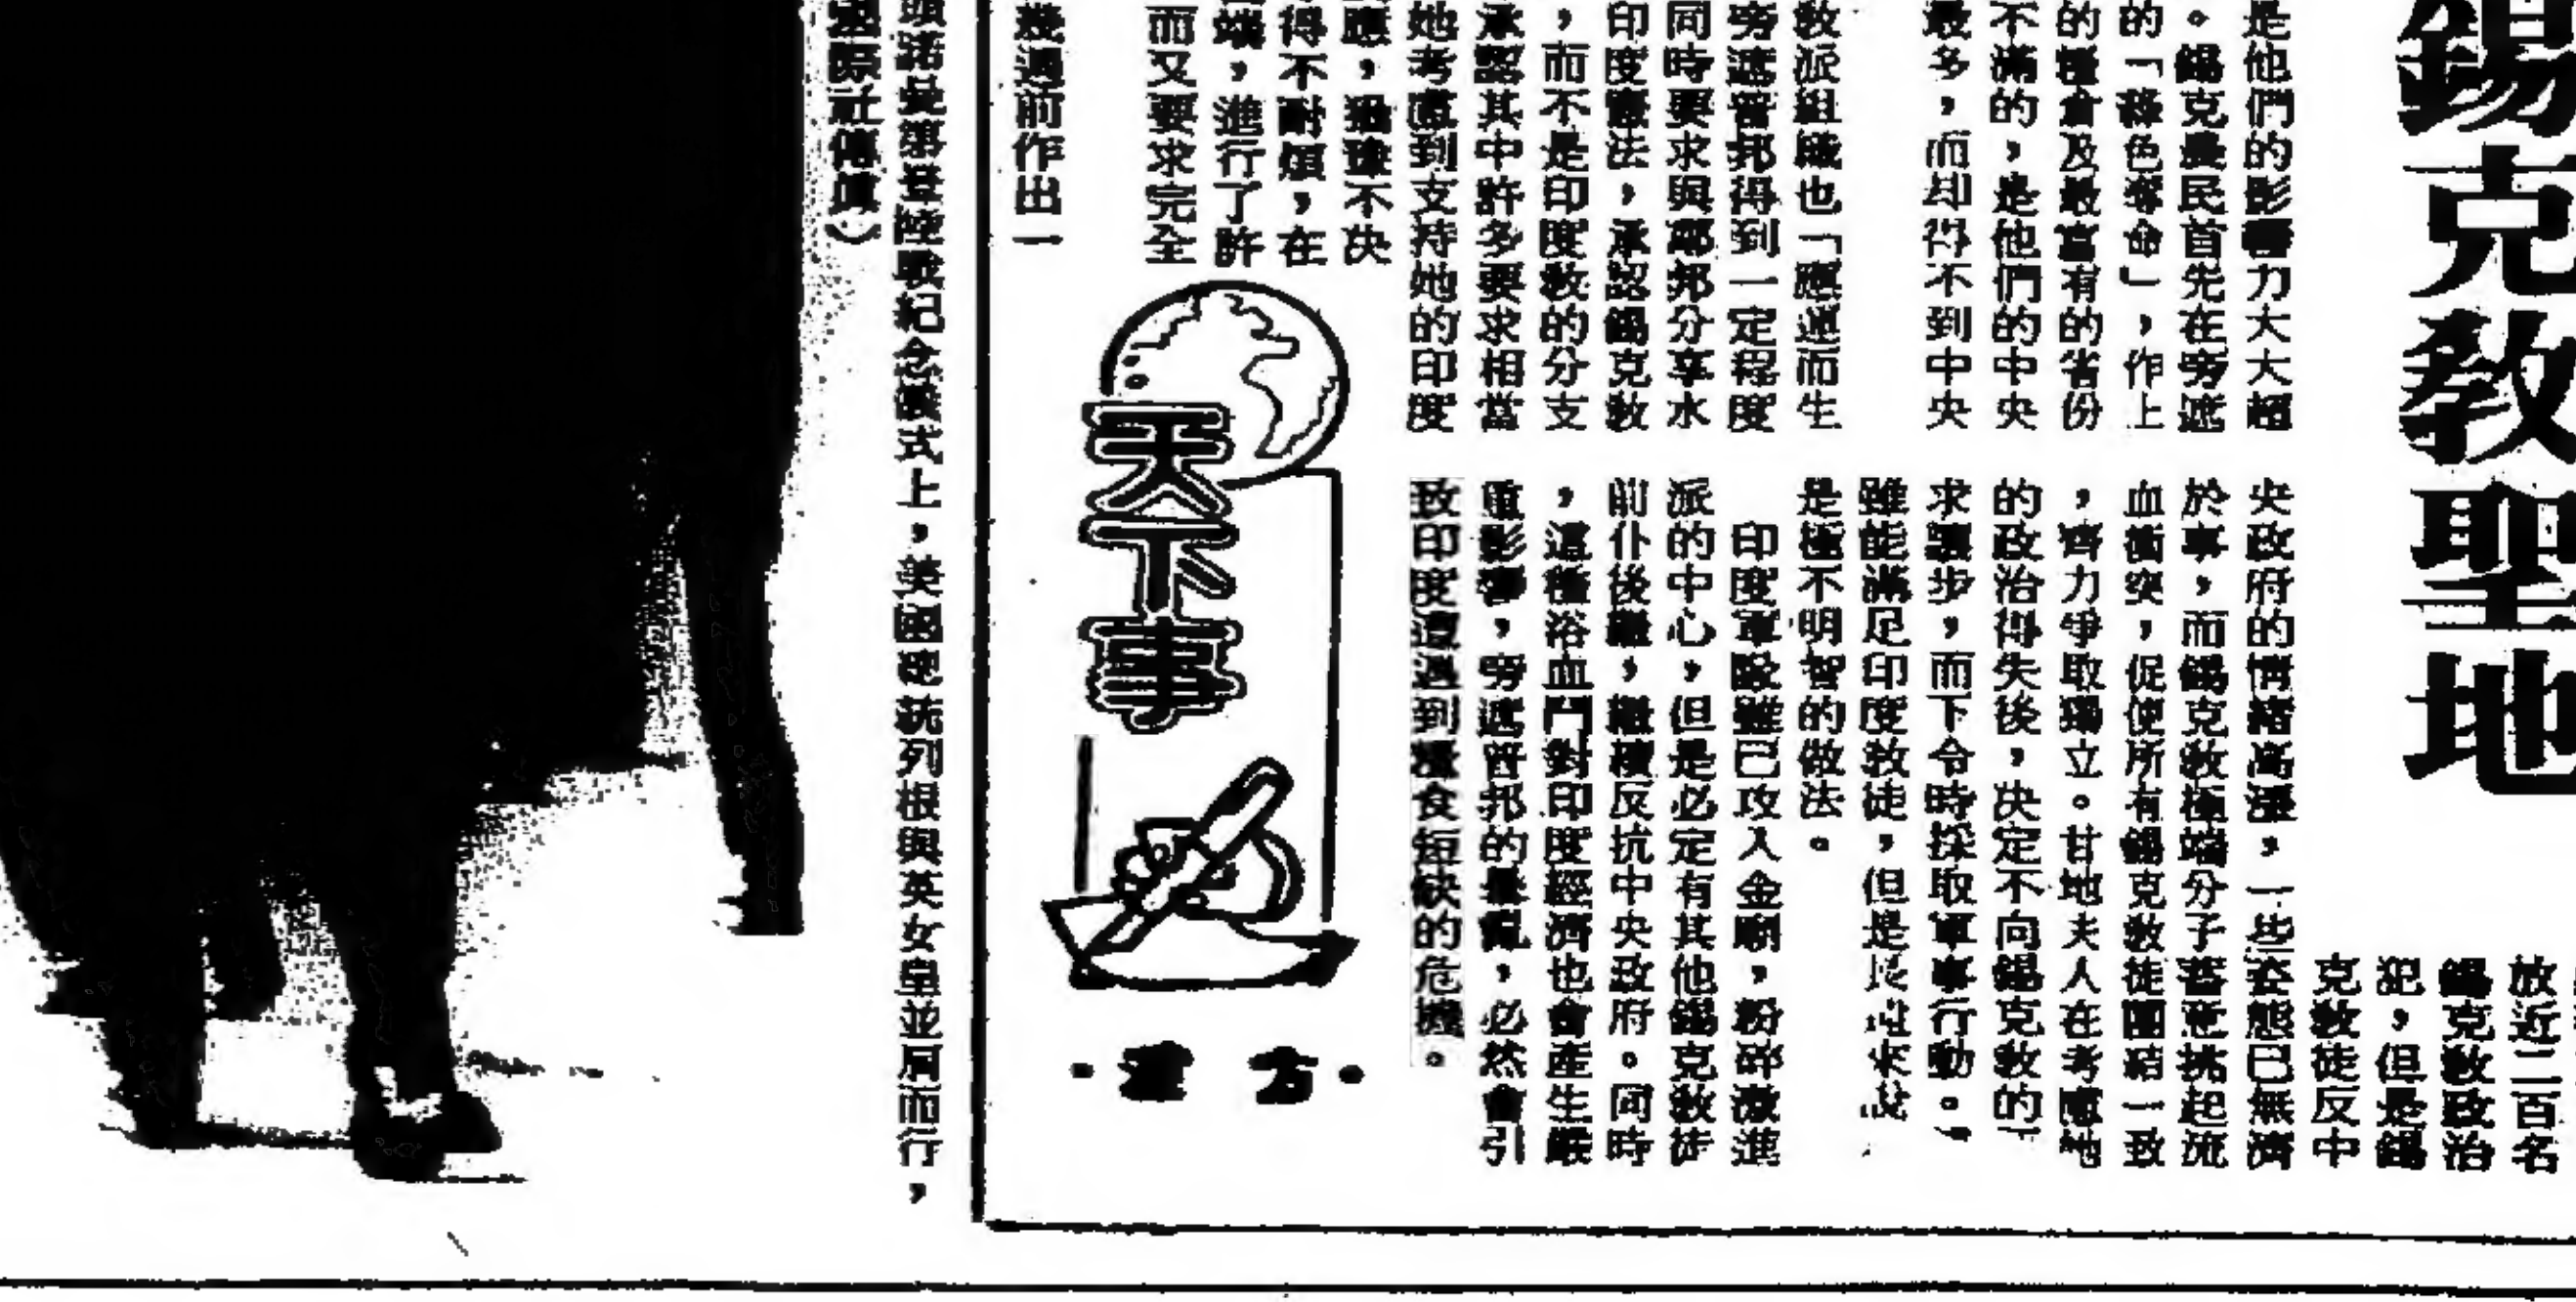 錫克教聖地
是他們的影響力大大超
。錫克農民首先在旁遮
的「綠色革命」，作上
的糧倉及最富有的省份
不滿的，是他們的中央
最多，而却得不到中央
教派組織也「應運而生
旁遮普邦得到一定程度
同時要求與鄰邦分享水
印度憲法，承認錫克教
，而不是印度教的分支
承認其中許多要求相當
她考慮到支持她的印度
應，猶豫不决
得不耐煩，在
端，進行了許
而又要求完全
幾週前作出一
放近二百名
錫克教政治
犯，但是錫
克教徒反中
央政府的情緒高漲，一些姿態已無濟
於事，而錫克教極端分子蓄意挑起流
血衝突，促使所有錫克教徒團結一致
，齊力爭取獨立。甘地夫人在考慮她
的政治得失後，决定不向錫克教的
求讓步，而下令時採取軍事行動。
雖能滿足印度教徒，但是長遠來說
是極不明智的做法。
印度軍隊雖已攻入金廟，粉碎激進
派的中心，但是必定有其他錫克教徒
前仆後繼，繼續反抗中央政府。同時
，這種浴血鬥對印度經濟也會產生嚴
重影響，旁遮普邦的暴亂，必然會引
致印度遭遇到糧食短缺的危機。
天下事
·方·
頭諾曼第登陸戰紀念儀式上，美國總統列根與英女皇並肩而行，
社傳真）